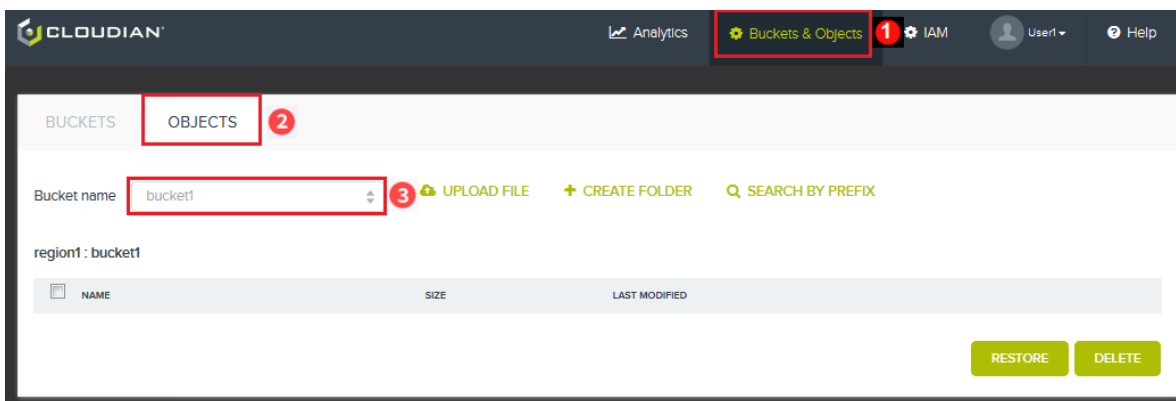 CLOUDIAN
Analytics Buckets & Objects 1 IAM User1 Help
BUCKETS OBJECTS 2
Bucket name bucket1 3 UPLOAD FILE + CREATE FOLDER SEARCH BY PREFIX
region1 : bucket1
NAME SIZE LAST MODIFIED
RESTORE DELETE